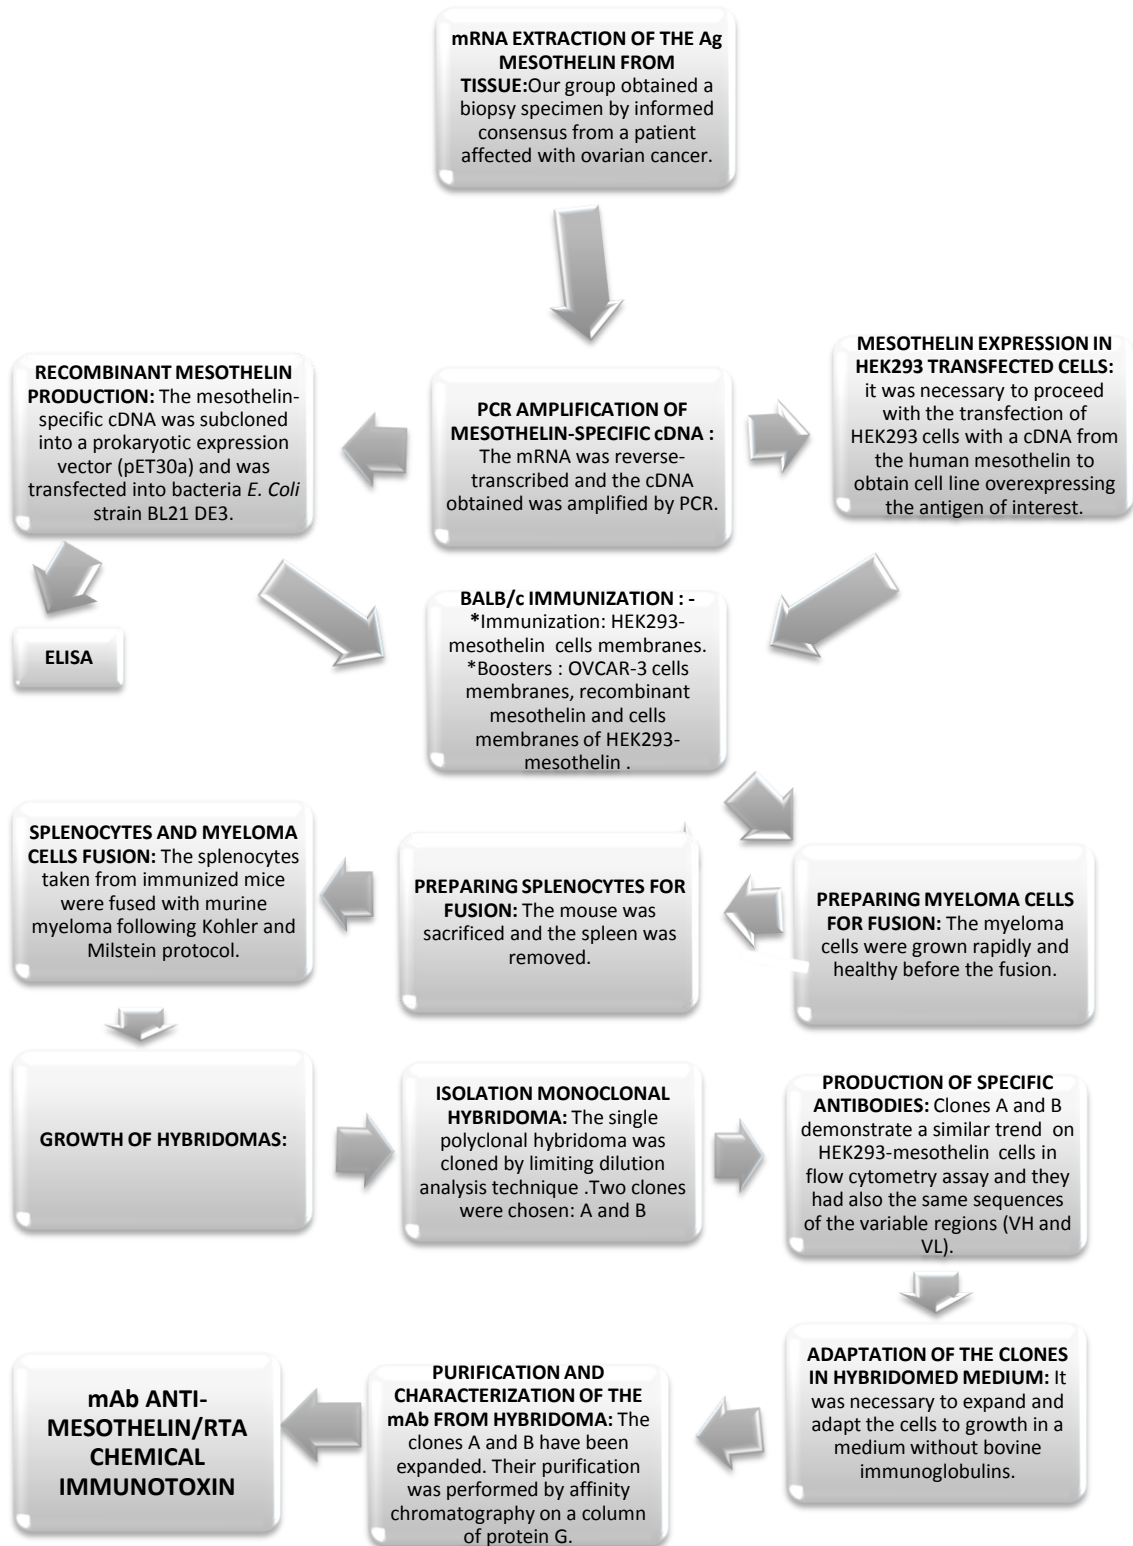 mRNA EXTRACTION OF THE Ag
MESOTHELIN FROM
TISSUE:Our group obtained a
biopsy specimen by informed
consensus from a patient
affected with ovarian cancer.
RECOMBINANT MESOTHELIN
PRODUCTION: The mesothelin-
specific cDNA was subcloned
into a prokaryotic expression
vector (pET30a) and was
transfected into bacteria E. Coli
strain BL21 DE3.
PCR AMPLIFICATION OF
MESOTHELIN-SPECIFIC cDNA :
The mRNA was reverse-
transcribed and the cDNA
obtained was amplified by PCR.
MESOTHELIN EXPRESSION IN
HEK293 TRANSFECTED CELLS:
it was necessary to proceed
with the transfection of
HEK293 cells with a cDNA from
the human mesothelin to
obtain cell line overexpressing
the antigen of interest.
ELISA
BALB/c IMMUNIZATION : -
*Immunization: HEK293-
mesothelin cells membranes.
*Boosters : OVCAR-3 cells
membranes, recombinant
mesothelin and cells
membranes of HEK293-
mesothelin .
SPLENOCYTES AND MYELOMA
CELLS FUSION: The splenocytes
taken from immunized mice
were fused with murine
myeloma following Kohler and
Milstein protocol.
PREPARING SPLENOCYTES FOR
FUSION: The mouse was
sacrificed and the spleen was
removed.
PREPARING MYELOMA CELLS
FOR FUSION: The myeloma
cells were grown rapidly and
healthy before the fusion.
GROWTH OF HYBRIDOMAS:
ISOLATION MONOCLONAL
HYBRIDOMA: The single
polyclonal hybridoma was
cloned by limiting dilution
analysis technique .Two clones
were chosen: A and B
PRODUCTION OF SPECIFIC
ANTIBODIES: Clones A and B
demonstrate a similar trend on
HEK293-mesothelin cells in
flow cytometry assay and they
had also the same sequences
of the variable regions (VH and
VL).
mAb ANTI-
MESOTHELIN/RTA
CHEMICAL
IMMUNOTOXIN
PURIFICATION AND
CHARACTERIZATION OF THE
mAb FROM HYBRIDOMA: The
clones A and B have been
expanded. Their purification
was performed by affinity
chromatography on a column
of protein G.
ADAPTATION OF THE CLONES
IN HYBRIDOMED MEDIUM: It
was necessary to expand and
adapt the cells to growth in a
medium without bovine
immunoglobulins.